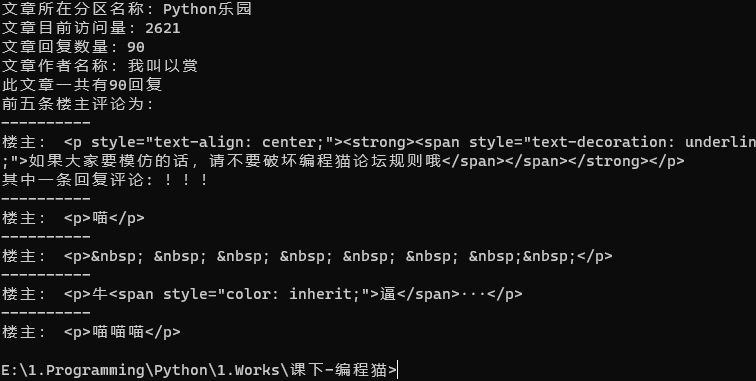 文章所在分区名称：Python乐园
文章目前访问量：2621
文章回复数量：90
文章作者名称：我叫以赏
此文章一共有90回复
前五条楼主评论为：
----------
楼主： <p style="text-align: center;"><strong><span style="text-decoration: underlin
;">如果大家要模仿的话，请不要破坏编程猫论坛规则哦</span></span></strong></p>
其中一条回复评论：！！！
----------
楼主： <p>喵</p>
----------
楼主： <p>&nbsp; &nbsp; &nbsp; &nbsp; &nbsp; &nbsp; &nbsp;&nbsp;</p>
----------
楼主： <p>牛<span style="color: inherit;">逼</span>···</p>
----------
楼主： <p>喵喵喵</p>
E:\1.Programming\Python\1.Works\课下-编程猫>